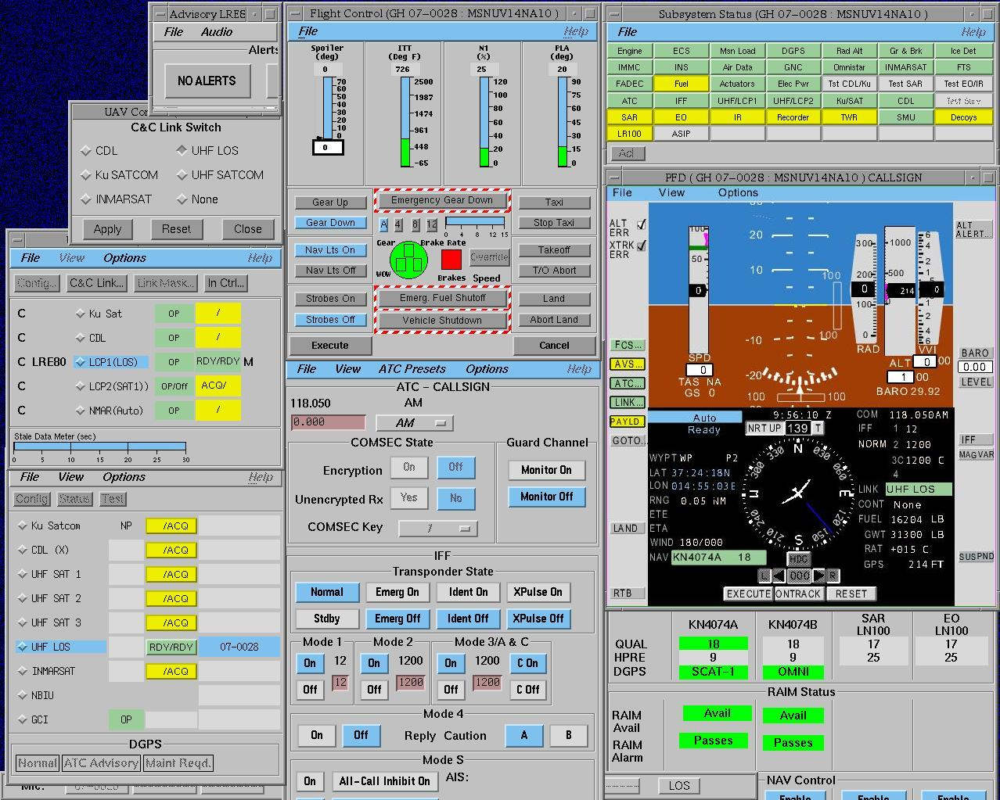 Advisory LRE8
File Audio
Alerts
NO ALERTS
UAV Con
C&C Link Switch
CDL UHF LOS
Ku SATCOM UHF SATCOM
INMARSAT None
Apply Reset Close
File View Options Help
Config... C&C Link... Link Mask... In Ctrl...
C Ku Sat OP /
C CDL OP /
C LRE80 LCP1(LOS) OP RDY/RDY M
C LCP2(SAT1)) OP/Off ACQ/
C NMAR(Auto) OP /
Stale Data Meter (sec)
0 5 10 15 20 25 30
File View Options Help
Config Status Test
Ku Satcom NP /ACQ
CDL (X) /ACQ
UHF SAT 1 /ACQ
UHF SAT 2 /ACQ
UHF SAT 3 /ACQ
UHF LOS RDY/RDY 07-0028
INMARSAT /ACQ
NBIU
GCI OP
DGPS
Normal ATC Advisory Maint Reqd.
Flight Control (GH 07-0028 : MSNUV14NA10 )
File Help
Spoiler (deg) ITT (Deg F) N1 (%) PLA (deg)
0 726 25 20
70 60 50 40 30 20 10 0
2500 1987 1474 961 448 -65
120 100 80 60 40 20 0
90 75 60 45 30 15 0
0
Gear Up Emergency Gear Down Taxi
Gear Down A 4 8 12 0 4 8 12 15 Stop Taxi
Gear Brake Rate
Nav Lts On Override Takeoff
Nav Lts Off WOW Brakes Speed T/O Abort
Strobes On Emerg. Fuel Shutoff Land
Strobes Off Vehicle Shutdown Abort Land
Execute Cancel
File View ATC Presets Options Help
ATC - CALLSIGN
118.050 AM
0.000 AM
COMSEC State Guard Channel
Encryption On Off Monitor On
Unencrypted Rx Yes No Monitor Off
COMSEC Key 7
IFF
Transponder State
Normal Emerg On Ident On XPulse On
Stdby Emerg Off Ident Off XPulse Off
Mode 1 Mode 2 Mode 3/A & C
On 12 On 1200 On 1200 C On
Off 12 Off 1200 Off 1200 C Off
Mode 4
On Off Reply Caution A B
Mode S
On All-Call Inhibit On AIS:
Subsystem Status (GH 07-0028 : MSNUV14NA10 )
File Help
Engine ECS Msn Load DGPS Rad Alt Gr & Brk Ice Det
IMMC INS Air Data GNC Omnistar INMARSAT FTS
FADEC Fuel Actuators Elec Pwr Tst CDL/Ku Test SAR Test EO/IR
ATC IFF UHF/LCP1 UHF/LCP2 Ku/SAT CDL
SAR EO IR Recorder TWR SMU Decoys
LR100 ASIP
PFD ( GH 07-0028 : MSNUV14NA10 ) CALLSIGN
File View Options
ALT ERR
XTRK ERR
ALT ALERT...
20
10
-10
-20
100 50 0
100 100
100 100
300 200 100 0
0
1000 500
214
6 4 2 1 1 2 4 6
0
SPD RAD VVI
0 ALT 0 00
TAS NA 1 00
GS 0 BARO 29.92
FCS...
AVS...
ATC...
LINK...
PAYLD...
GOTO...
LAND
RTB
BARO
0.00
LEVEL
IFF
MAGVAR
SUSPND
Auto
Ready
9:56:10 Z
NRT UP 139 T
WYPT WP P2
LAT 37:24:18N
LON 014:55:03E
RNG 0.05 NM
ETE
ETA
WIND 180/000
NAV KN4074A 18
N 030 060 E 120 150 S 210 240 W 300 330
COM 118.050AM
IFF 1 12
NORM 2 1200
3C 1200 C
4
LINK UHF LOS
CONT None
FUEL 16204 LB
GWT 31300 LB
RAT +015 C
GPS 214 FT
EXECUTE ONTRACK RESET
KN4074A KN4074B SAR LN100 EO LN100
QUAL 18 18 17 17
HPRE 9 9 25 25
DGPS SCAT-1 OMNI
RAIM Status
RAIM Avail Avail Avail
RAIM Alarm Passes Passes
LOS
NAV Control
Enable Enable Enable